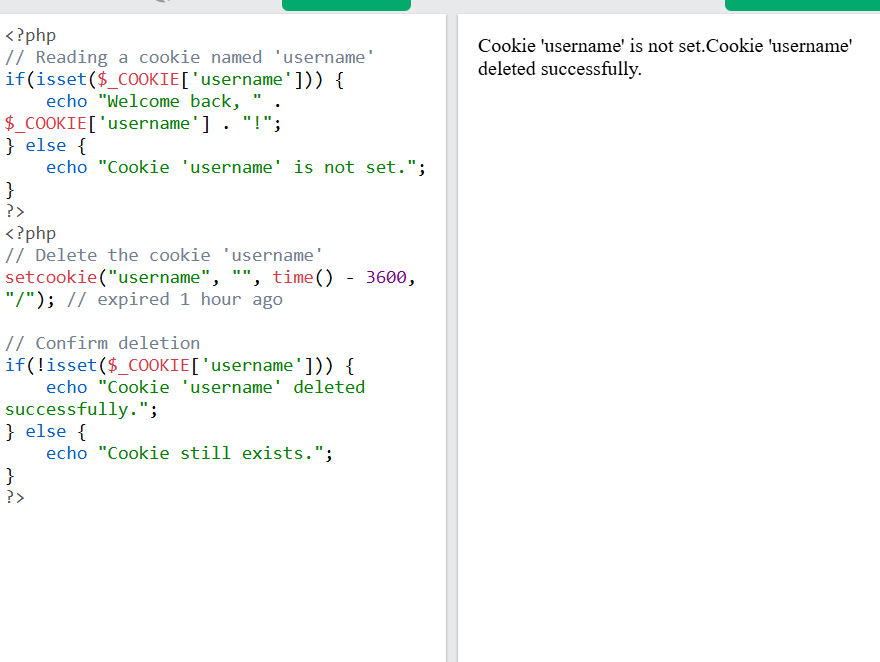 <?php
// Reading a cookie named 'username'
if(isset($_COOKIE['username'])) {
    echo "Welcome back, " .
$_COOKIE['username'] . "!";
} else {
    echo "Cookie 'username' is not set.";
}
?>
<?php
// Delete the cookie 'username'
setcookie("username", "", time() - 3600,
"/"); // expired 1 hour ago

// Confirm deletion
if(!isset($_COOKIE['username'])) {
    echo "Cookie 'username' deleted
successfully.";
} else {
    echo "Cookie still exists.";
}
?>
Cookie 'username' is not set.Cookie 'username'
deleted successfully.